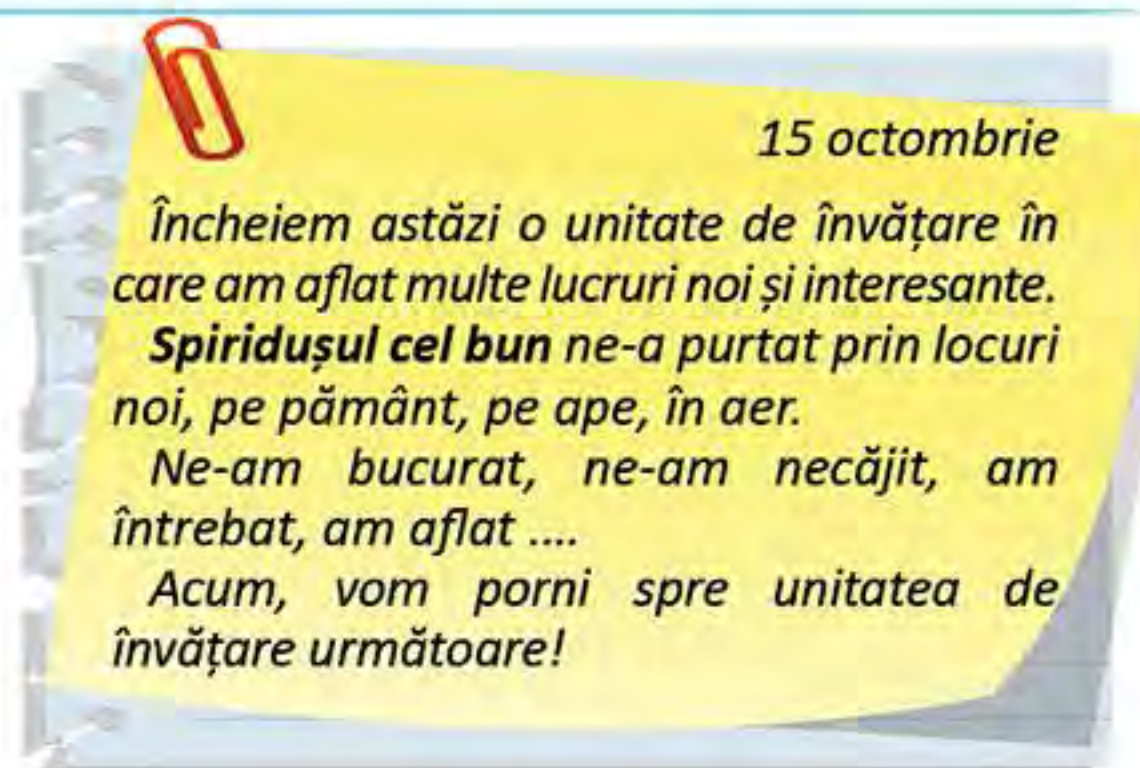 15 octombrie
Încheiem astăzi o unitate de învățare în
care am aflat multe lucruri noi și interesante.
Spiridușul cel bun ne-a purtat prin locuri
noi, pe pământ, pe ape, în aer.
Ne-am bucurat, ne-am necăjit, am
întrebat, am aflat ....
Acum, vom porni spre unitatea de
învățare următoare!